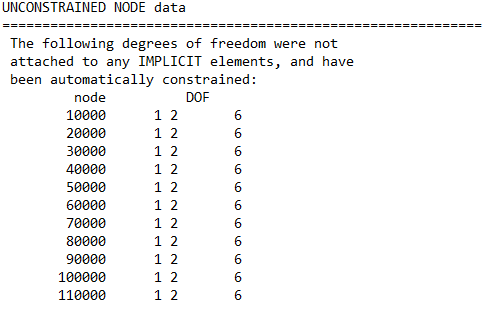 UNCONSTRAINED NODE data
============================================================
The following degrees of freedom were not
attached to any IMPLICIT elements, and have
been automatically constrained:
node DOF
10000 1 2 6
20000 1 2 6
30000 1 2 6
40000 1 2 6
50000 1 2 6
60000 1 2 6
70000 1 2 6
80000 1 2 6
90000 1 2 6
100000 1 2 6
110000 1 2 6